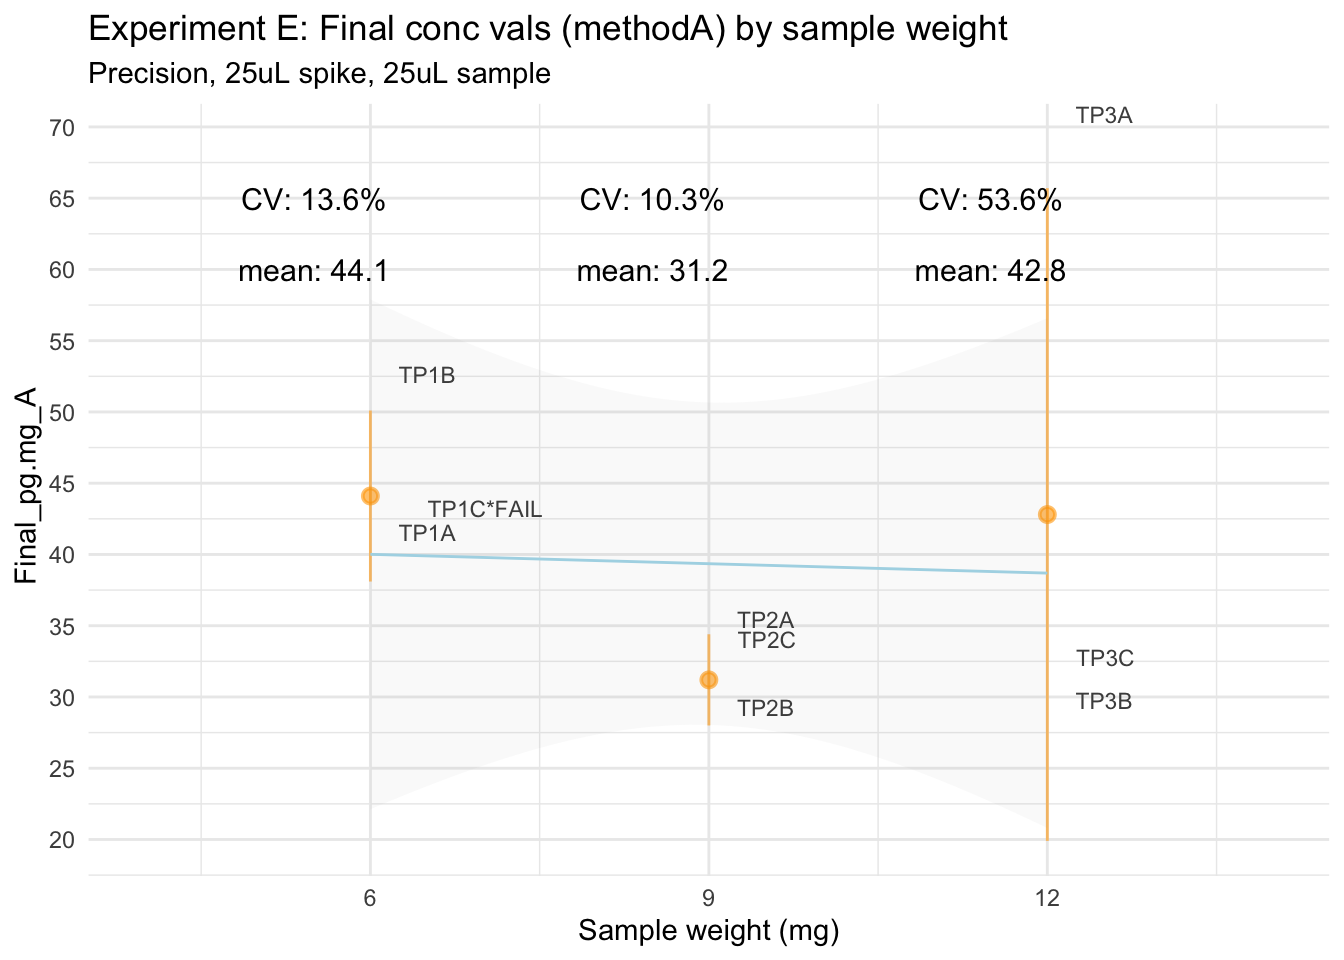 Experiment E: Final conc vals (methodA) by sample weight
Precision, 25uL spike, 25uL sample
70
65
60
55
50
45
40
35
30
25
20
Final_pg.mg_A
TP3A
CV: 13.6%
CV: 10.3%
CV: 53.6%
mean: 44.1
mean: 31.2
mean: 42.8
TP1B
TP1C*FAIL
TP1A
TP2A
TP2C
TP2B
TP3C
TP3B
6
9
12
Sample weight (mg)